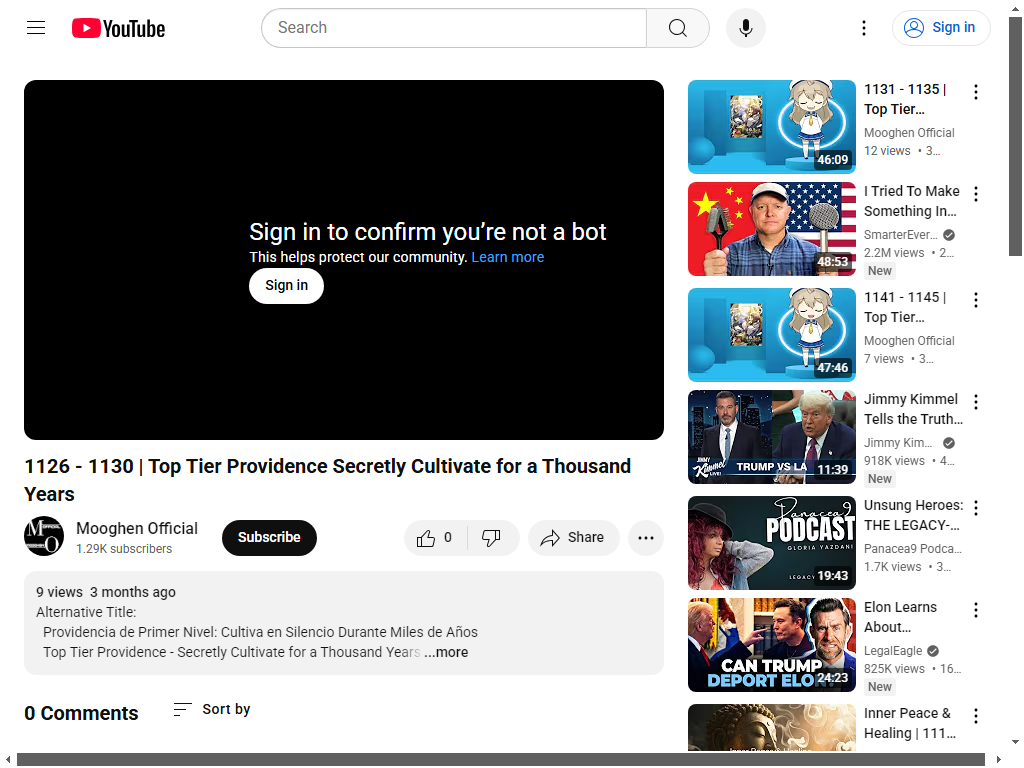 YouTube
Search
Sign in
Sign in to confirm you’re not a bot
This helps protect our community. Learn more
Sign in
1126 - 1130 | Top Tier Providence Secretly Cultivate for a Thousand
Years
Mooghen Official
1.29K subscribers
Subscribe
0
Share
9 views 3 months ago
Alternative Title:
Providencia de Primer Nivel: Cultiva en Silencio Durante Miles de Años
Top Tier Providence - Secretly Cultivate for a Thousand Years ...more
0 Comments
Sort by
46:09
1131 - 1135 |
Top Tier…
Mooghen Official
12 views • 3…
48:53
I Tried To Make
Something In…
SmarterEver…
2.2M views • 2…
New
47:46
1141 - 1145 |
Top Tier…
Mooghen Official
7 views • 3…
JIMMY
Kimmel
LIVE!
TRUMP VS LA
11:39
Jimmy Kimmel
Tells the Truth…
Jimmy Kim…
918K views • 4…
New
Panacea9
PODCAST
GLORIA YAZDANI
19:43
Unsung Heroes:
THE LEGACY-…
Panacea9 Podca…
1.7K views • 3…
CAN TRUMP
DEPORT ELON?
24:23
Elon Learns
About…
LegalEagle
825K views • 16…
New
Inner Peace &
Healing | 111…